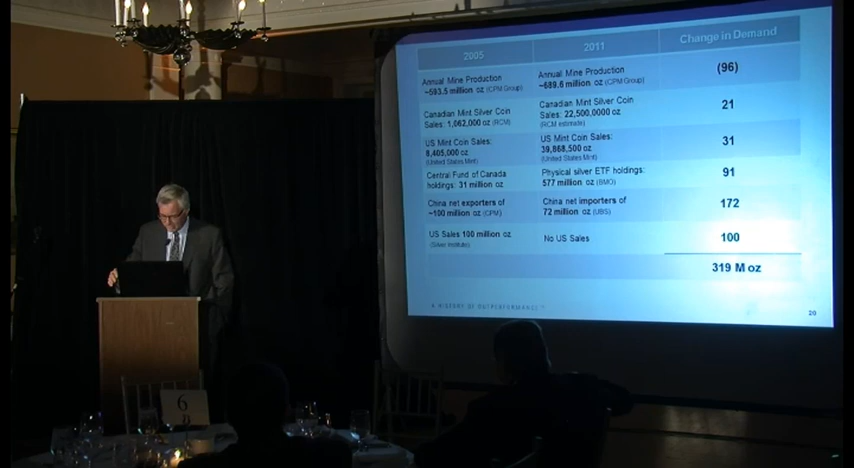 2005 2011 Change in Demand
Annual Mine Production Annual Mine Production (96)
~593.5 million oz (CPM Group) ~689.6 million oz (CPM Group)
Canadian Mint Silver Coin Canadian Mint Silver Coin 21
Sales: 1,062,000 oz (RCM) Sales: 22,500,0000 oz
(RCM estimate)
US Mint Coin Sales: US Mint Coin Sales: 31
8,405,000 oz 39,868,500 oz
(United States Mint) (United States Mint)
Central Fund of Canada Physical silver ETF holdings: 91
holdings: 31 million oz 577 million oz (BMO)
China net exporters of China net importers of 172
~100 million oz (CPM) 72 million oz (UBS)
US Sales 100 million oz No US Sales 100
(Silver Institute)
319 M oz
A HISTORY OF OUTPERFORMANCE 20
6